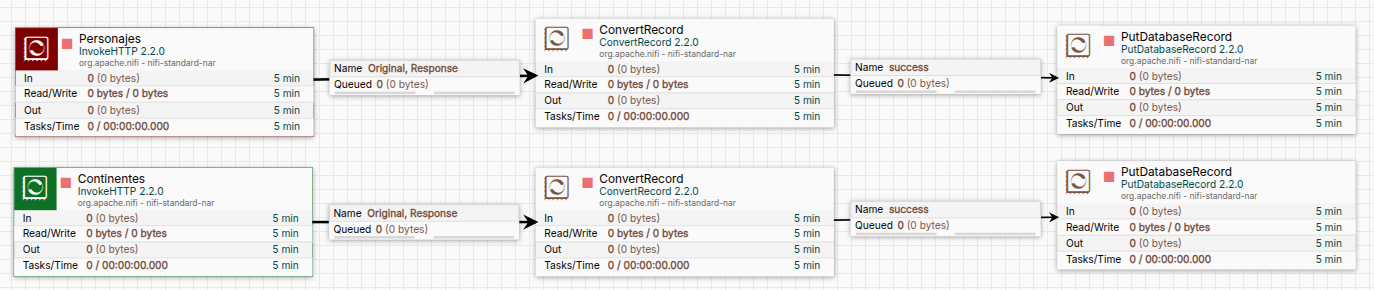 Personajes
InvokeHTTP 2.2.0
org.apache.nifi - nifi-standard-nar
In 0 (0 bytes) 5 min
Read/Write 0 bytes / 0 bytes 5 min
Out 0 (0 bytes) 5 min
Tasks/Time 0 / 00:00:00.000 5 min
Name Original, Response
Queued 0 (0 bytes)
ConvertRecord
ConvertRecord 2.2.0
org.apache.nifi - nifi-standard-nar
In 0 (0 bytes) 5 min
Read/Write 0 bytes / 0 bytes 5 min
Out 0 (0 bytes) 5 min
Tasks/Time 0 / 00:00:00.000 5 min
Name success
Queued 0 (0 bytes)
PutDatabaseRecord
PutDatabaseRecord 2.2.0
org.apache.nifi - nifi-standard-nar
In 0 (0 bytes) 5 min
Read/Write 0 bytes / 0 bytes 5 min
Out 0 (0 bytes) 5 min
Tasks/Time 0 / 00:00:00.000 5 min
Continentes
InvokeHTTP 2.2.0
org.apache.nifi - nifi-standard-nar
In 0 (0 bytes) 5 min
Read/Write 0 bytes / 0 bytes 5 min
Out 0 (0 bytes) 5 min
Tasks/Time 0 / 00:00:00.000 5 min
Name Original, Response
Queued 0 (0 bytes)
ConvertRecord
ConvertRecord 2.2.0
org.apache.nifi - nifi-standard-nar
In 0 (0 bytes) 5 min
Read/Write 0 bytes / 0 bytes 5 min
Out 0 (0 bytes) 5 min
Tasks/Time 0 / 00:00:00.000 5 min
Name success
Queued 0 (0 bytes)
PutDatabaseRecord
PutDatabaseRecord 2.2.0
org.apache.nifi - nifi-standard-nar
In 0 (0 bytes) 5 min
Read/Write 0 bytes / 0 bytes 5 min
Out 0 (0 bytes) 5 min
Tasks/Time 0 / 00:00:00.000 5 min